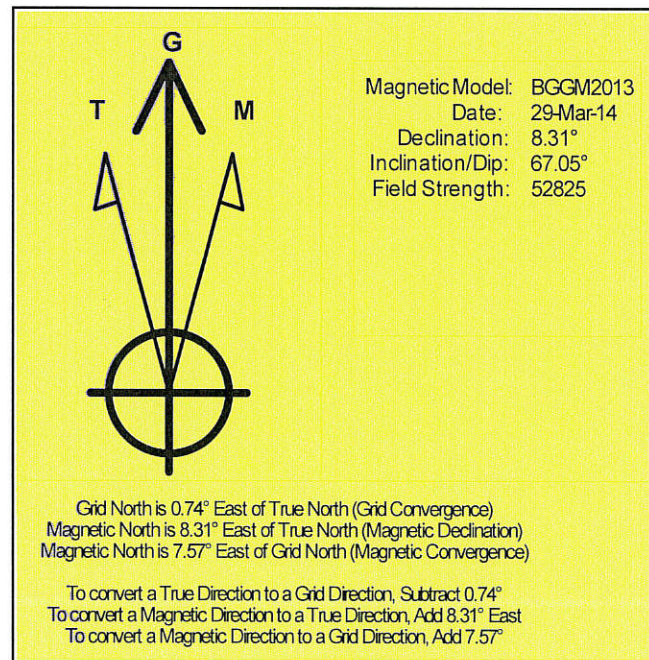 G
T
M
Magnetic Model: BGGM2013
Date: 29-Mar-14
Declination: 8.31°
Inclination/Dip: 67.05°
Field Strength: 52825
Grid North is 0.74° East of True North (Grid Convergence)
Magnetic North is 8.31° East of True North (Magnetic Declination)
Magnetic North is 7.57° East of Grid North (Magnetic Convergence)
To convert a True Direction to a Grid Direction, Subtract 0.74°
To convert a Magnetic Direction to a True Direction, Add 8.31° East
To convert a Magnetic Direction to a Grid Direction, Add 7.57°